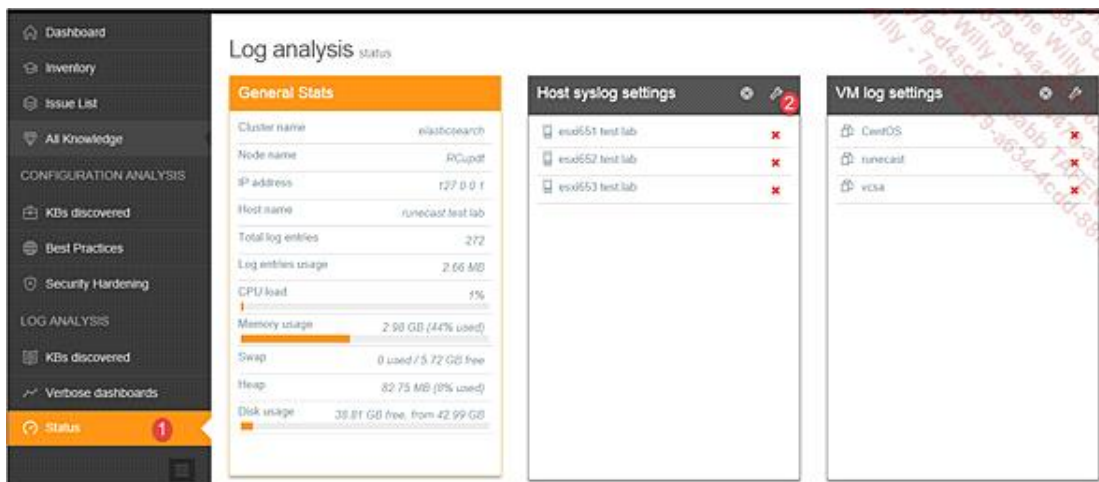 Dashboard
Inventory
Issue List
All Knowledge
CONFIGURATION ANALYSIS
KBs discovered
Best Practices
Security Hardening
LOG ANALYSIS
KBs discovered
Verbose dashboards
Status 1
Log analysis status
General Stats
Cluster name elasticsearch
Node name RCupdt
IP address 127.0.0.1
Host name runecast.test.lab
Total log entries 272
Log entries usage 2.66 MB
CPU load 1%
Memory usage 2.98 GB (44% used)
Swap 0 used / 5.72 GB free
Heap 82.75 MB (8% used)
Disk usage 38.81 GB free, from 42.99 GB
Host syslog settings 2
esxi651.test.lab
esxi652.test.lab
esxi653.test.lab
VM log settings
CentOS
runecast
vcsa